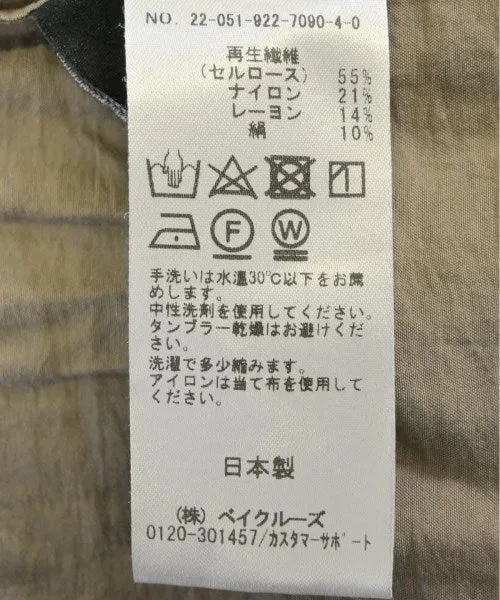 NO. 22-051-922-7090-4-0
再生繊維
(セルロース) 55%
ナイロン 21%
レーヨン 14%
絹 10%
F W
手洗いは水温30℃以下をお薦
めします。
中性洗剤を使用してください。
タンブラー乾燥はお避けくだ
さい。
洗濯で多少縮みます。
アイロンは当て布を使用して
ください。
日本製
(株) ベイクルーズ
0120-301457/カスタマーサポート